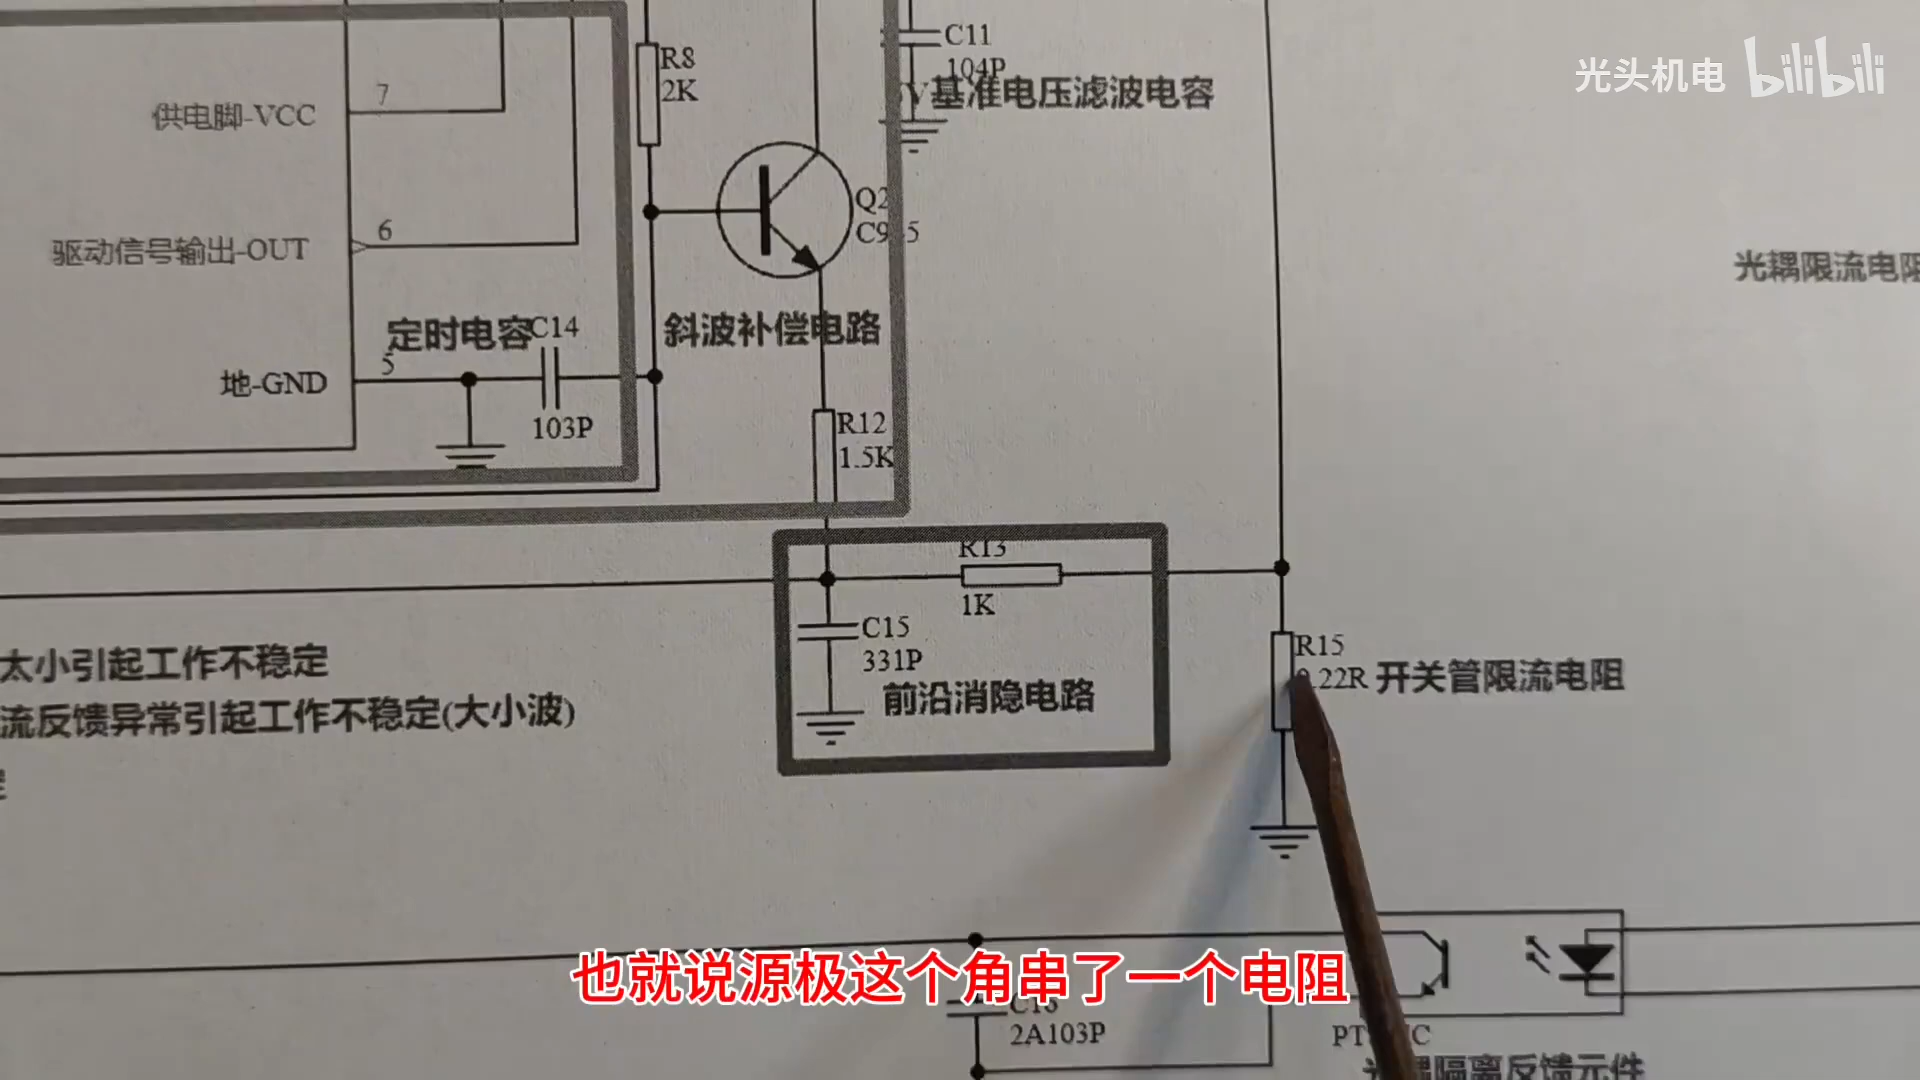 光头机电 bilibili
C11
104P
基准电压滤波电容
R8
2K
供电脚-VCC
7
驱动信号输出-OUT
6
光耦限流电阻
定时电容
C14
斜波补偿电路
5
地-GND
103P
R12
1.5K
R13
1K
C15
331P
前沿消隐电路
R15
开关管限流电阻
太小引起工作不稳定
流反馈异常引起工作不稳定(大小波)
也就说源极这个角串了一个电阻
2A103P